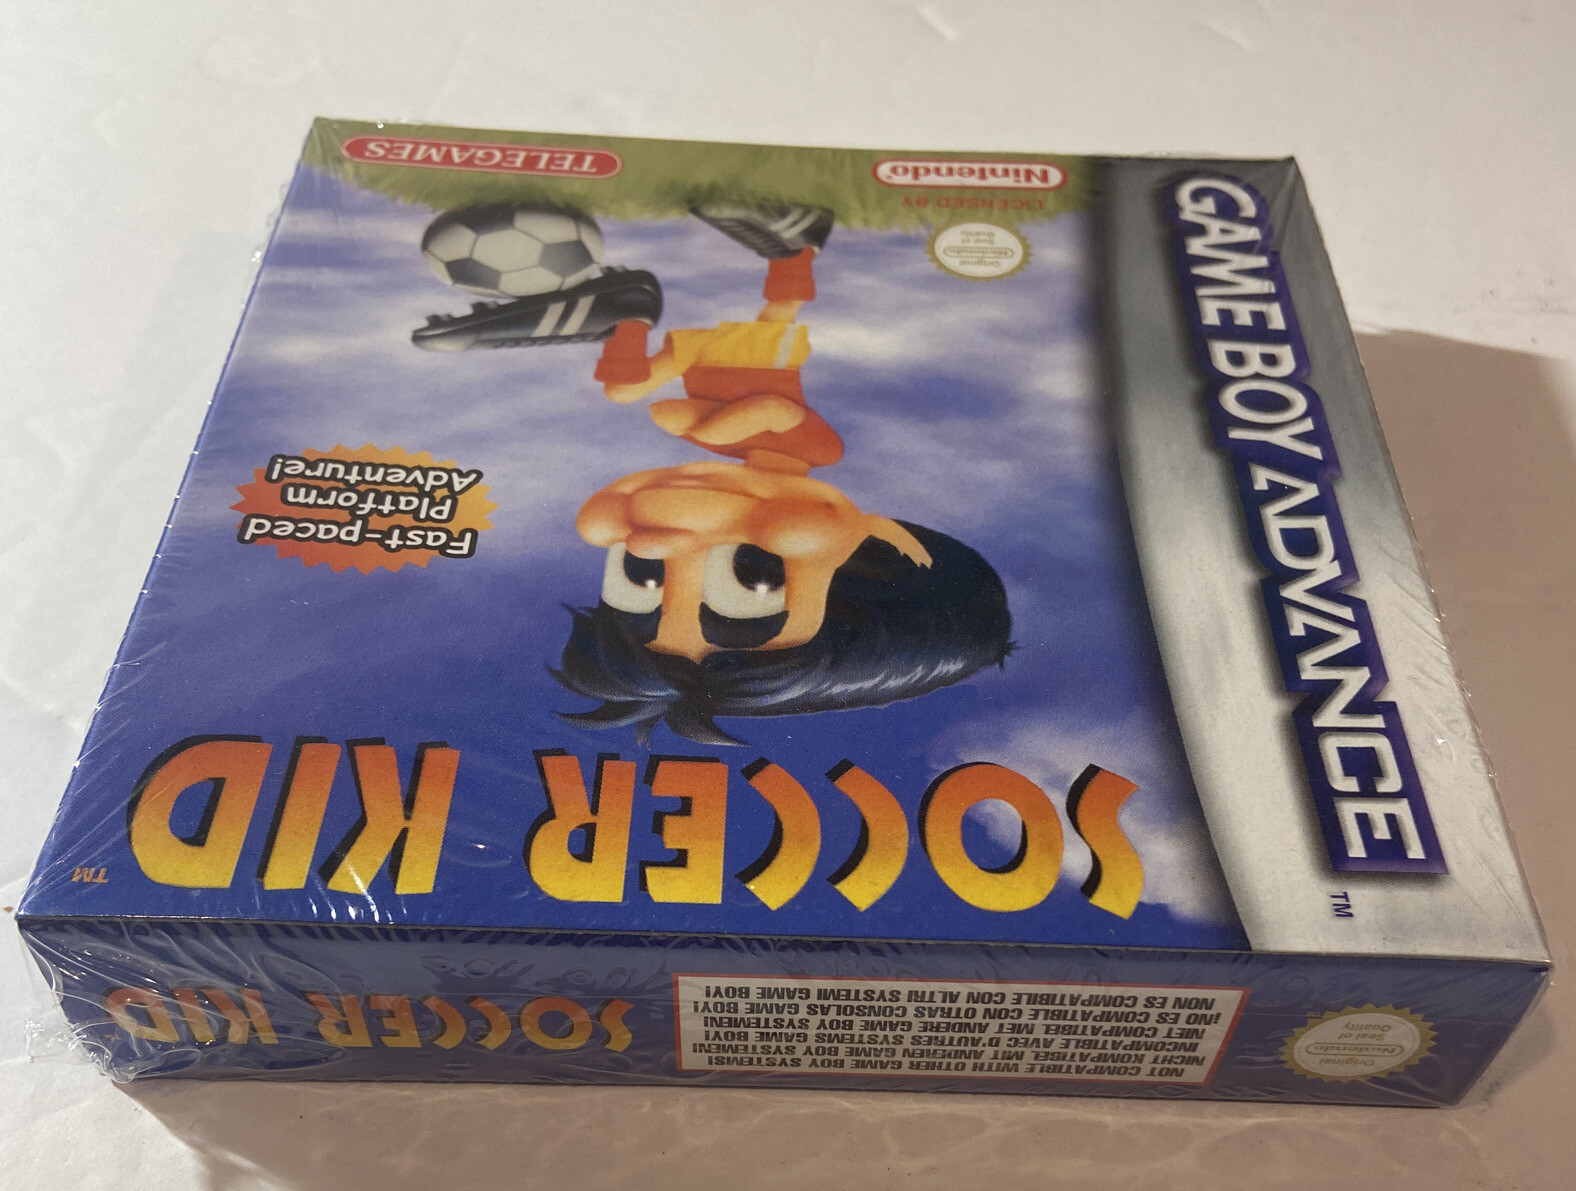 GAME BOY ADVANCE
TM
SOCCER KID
TM
Fast-paced
Platform
Adventure!
Original
Nintendo
Seal of
Quality
LICENSED BY
Nintendo®
TELEGAMES
Original
Nintendo
Seal of
Quality
NOT COMPATIBLE WITH OTHER GAME BOY SYSTEMS!
NICHT KOMPATIBEL MIT ANDEREN GAME BOY SYSTEMEN!
INCOMPATIBLE AVEC D'AUTRES SYSTEMS GAME BOY!
NIET COMPATIBEL MET ANDERE GAME BOY SYSTEMEN!
¡NO ES COMPATIBLE CON OTRAS CONSOLAS GAME BOY!
NON ES COMPATIBILE CON ALTRI SYSTEMI GAME BOY!
SOCCER KID